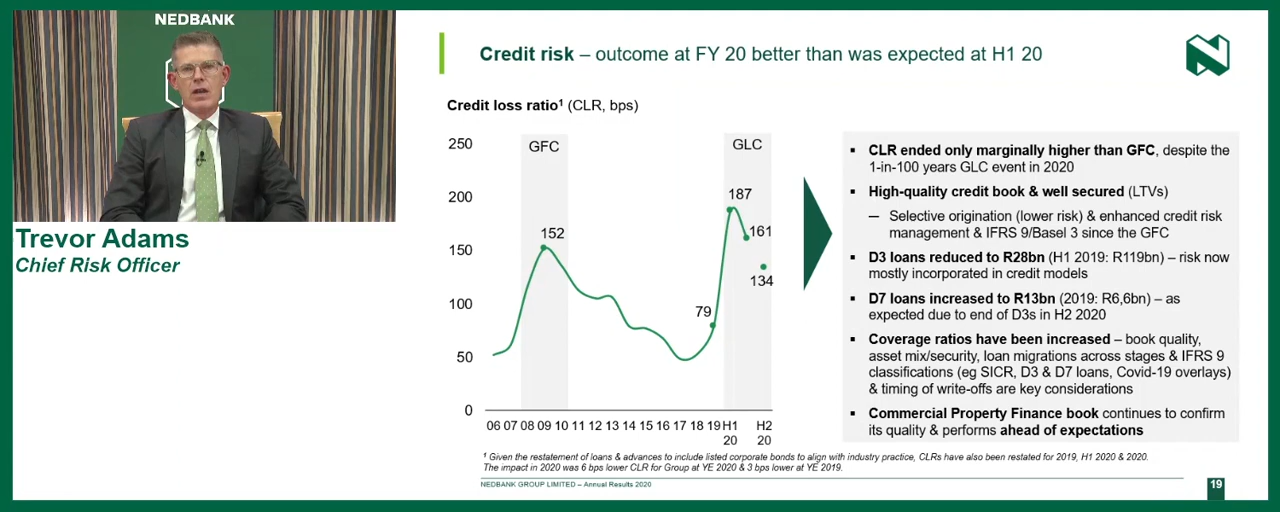 NEDBANK
Trevor Adams
Chief Risk Officer
Credit risk – outcome at FY 20 better than was expected at H1 20
Credit loss ratio¹ (CLR, bps)
250
200
150
100
50
0
GFC
GLC
152
79
187
161
134
06 07 08 09 10 11 12 13 14 15 16 17 18 19 H1 H2
20 20
▪ CLR ended only marginally higher than GFC, despite the
1-in-100 years GLC event in 2020
▪ High-quality credit book & well secured (LTVs)
— Selective origination (lower risk) & enhanced credit risk
management & IFRS 9/Basel 3 since the GFC
▪ D3 loans reduced to R28bn (H1 2019: R119bn) – risk now
mostly incorporated in credit models
▪ D7 loans increased to R13bn (2019: R6,6bn) – as
expected due to end of D3s in H2 2020
▪ Coverage ratios have been increased – book quality,
asset mix/security, loan migrations across stages & IFRS 9
classifications (eg SICR, D3 & D7 loans, Covid-19 overlays)
& timing of write-offs are key considerations
▪ Commercial Property Finance book continues to confirm
its quality & performs ahead of expectations
¹ Given the restatement of loans & advances to include listed corporate bonds to align with industry practice, CLRs have also been restated for 2019, H1 2020 & 2020.
The impact in 2020 was 6 bps lower CLR for Group at YE 2020 & 3 bps lower at YE 2019.
NEDBANK GROUP LIMITED – Annual Results 2020
19